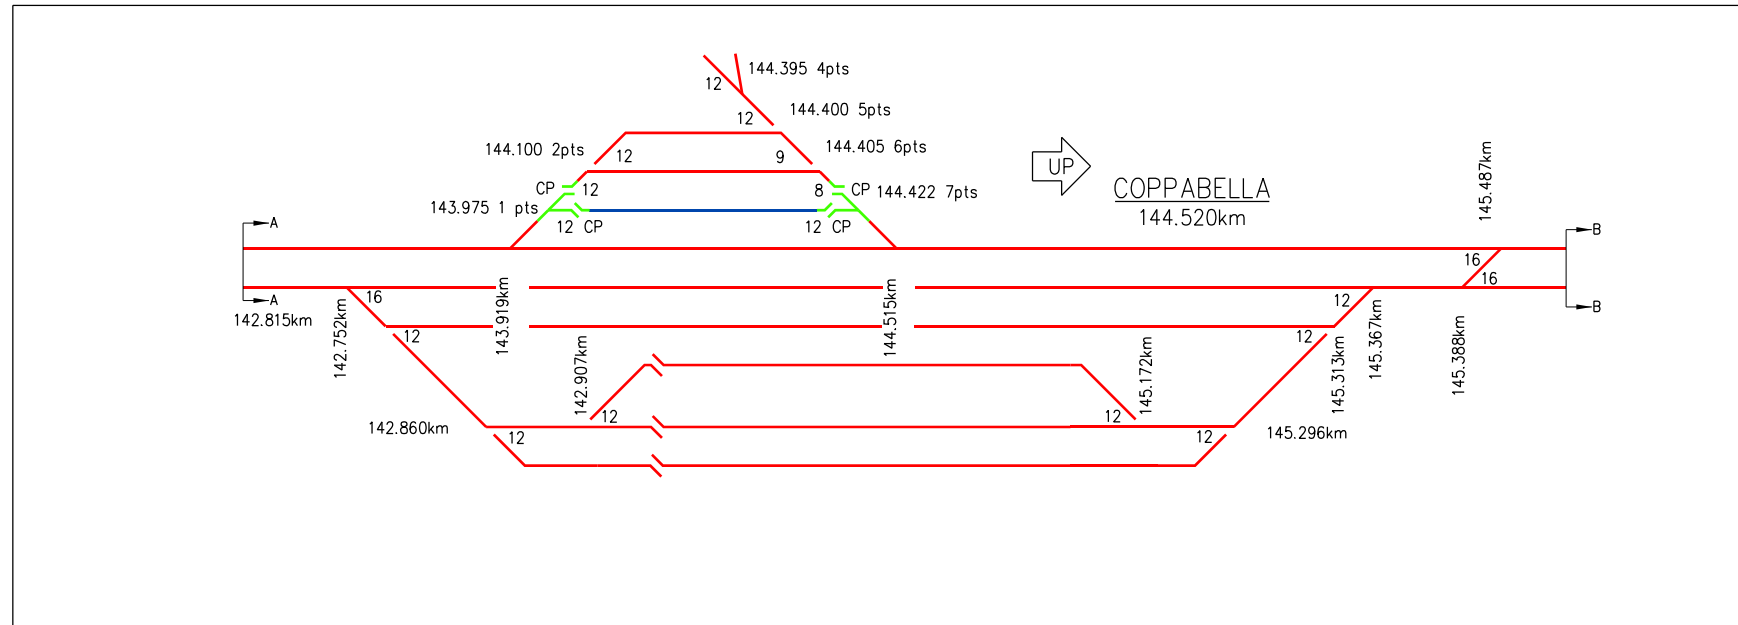 144.395 4pts
12
144.400 5pts
12
144.405 6pts
144.100 2pts
12
9
UP
COPPABELLA
144.520km
145.487km
CP
12
8
CP
144.422 7pts
143.975 1 pts
12
CP
12
CP
A
B
16
16
A
B
142.815km
16
12
142.752km
143.919km
144.515km
12
12
145.367km
145.388km
145.313km
12
142.907km
145.172km
12
12
142.860km
12
12
145.296km